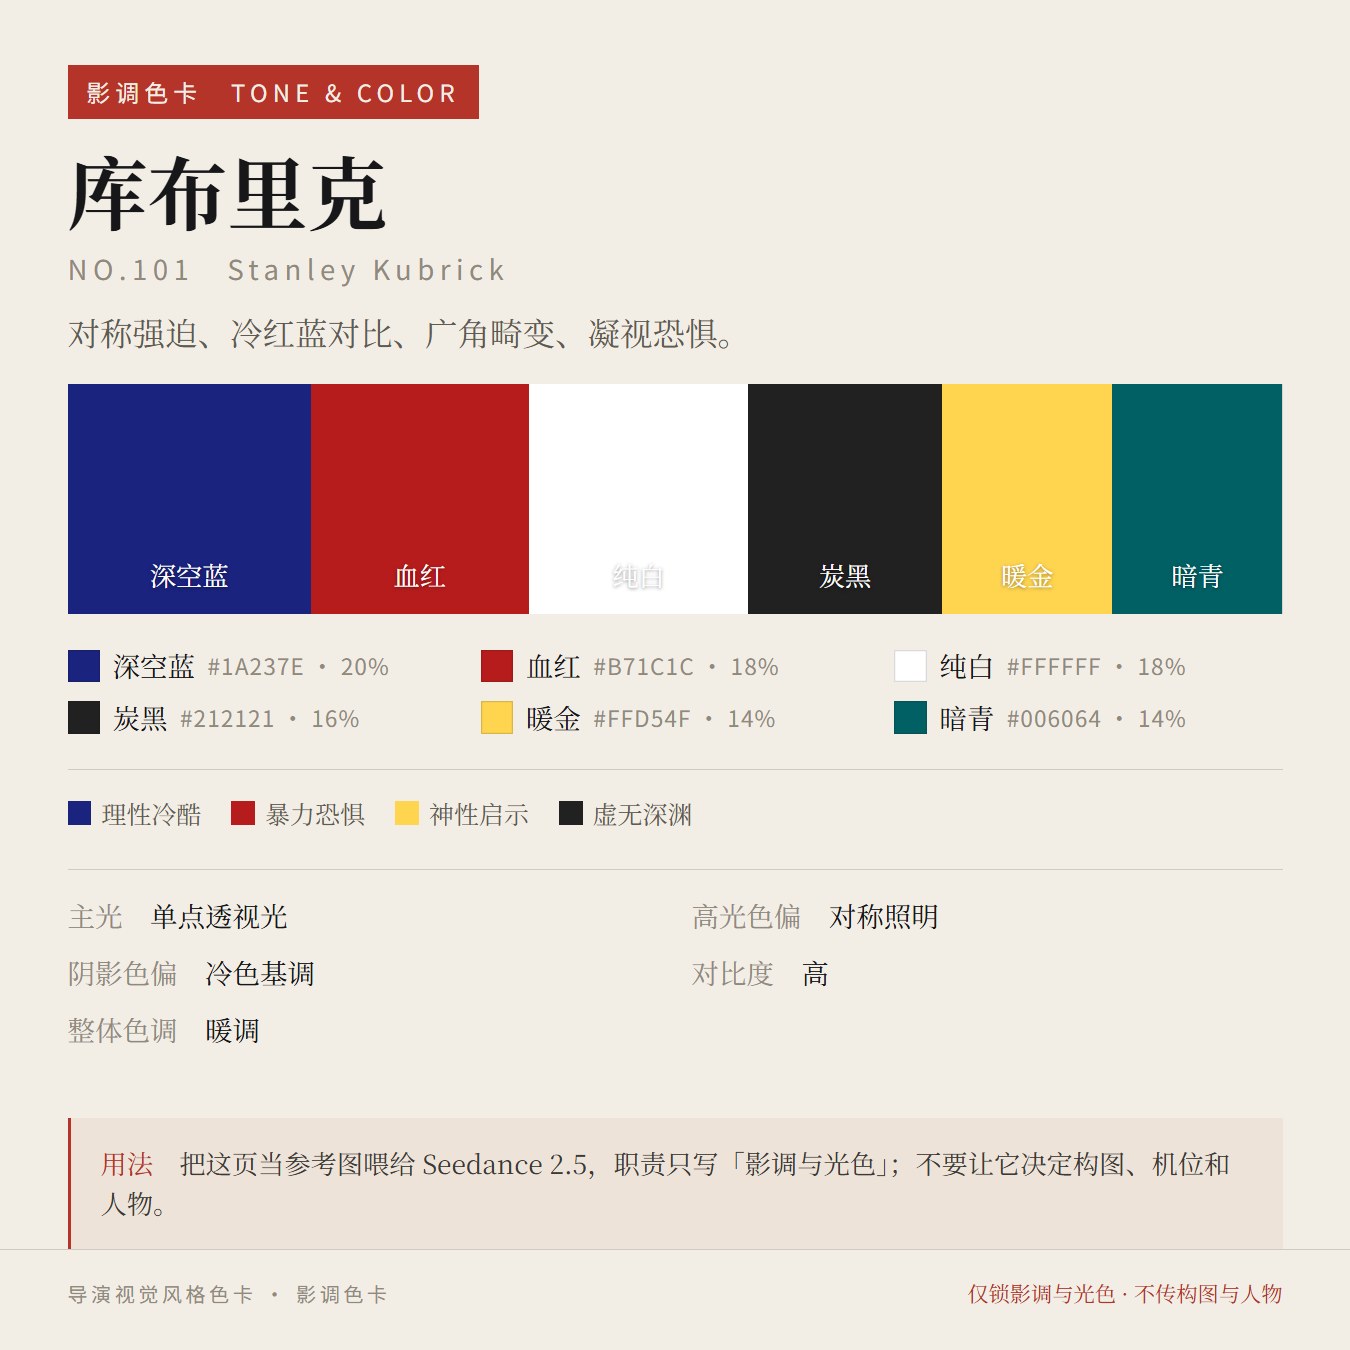 影调色卡 TONE & COLOR
库布里克
NO.101 Stanley Kubrick
对称强迫、冷红蓝对比、广角畸变、凝视恐惧。
深空蓝 血红 纯白 炭黑 暖金 暗青
深空蓝 #1A237E • 20% 血红 #B71C1C • 18% 纯白 #FFFFFF • 18%
炭黑 #212121 • 16% 暖金 #FFD54F • 14% 暗青 #006064 • 14%
理性冷酷 暴力恐惧 神性启示 虚无深渊
主光 单点透视光 高光色偏 对称照明
阴影色偏 冷色基调 对比度 高
整体色调 暖调
用法 把这页当参考图喂给 Seedance 2.5，职责只写「影调与光色」；不要让它决定构图、机位和
人物。
导演视觉风格色卡 • 影调色卡 仅锁影调与光色 · 不传构图与人物